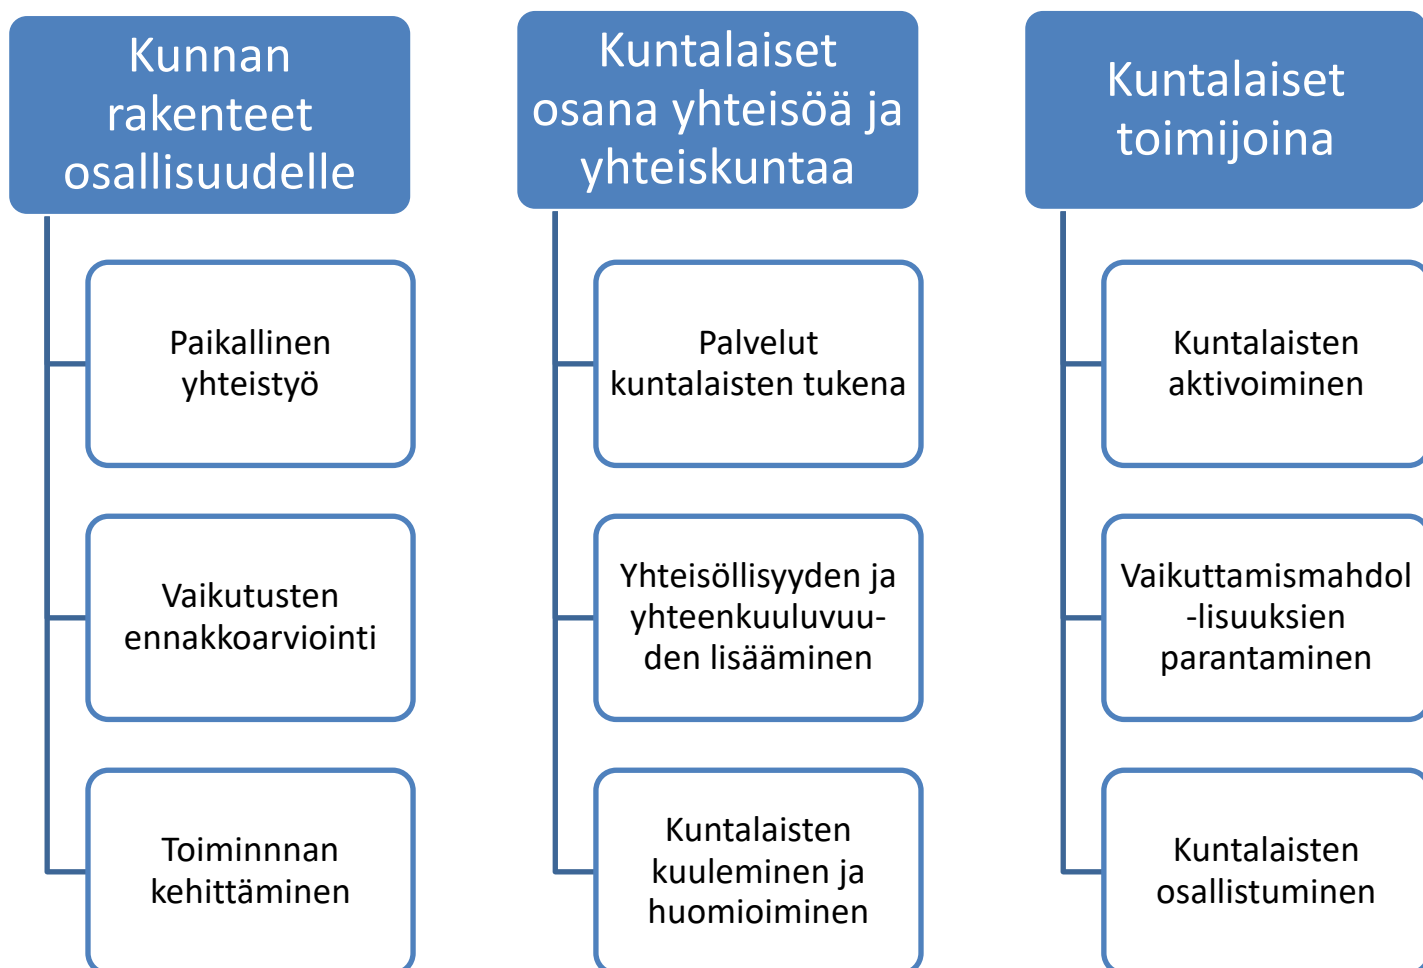 Kunnan
rakenteet
osallisuudelle
Paikallinen
yhteistyö
Vaikutusten
ennakkoarviointi
Toiminnnan
kehittäminen
Kuntalaiset
osana yhteisöä ja
yhteiskuntaa
Palvelut
kuntalaisten tukena
Yhteisöllisyyden ja
yhteenkuuluvuu-
den lisääminen
Kuntalaisten
kuuleminen ja
huomioiminen
Kuntalaiset
toimijoina
Kuntalaisten
aktivoiminen
Vaikuttamismahdol
-lisuuksien
parantaminen
Kuntalaisten
osallistuminen